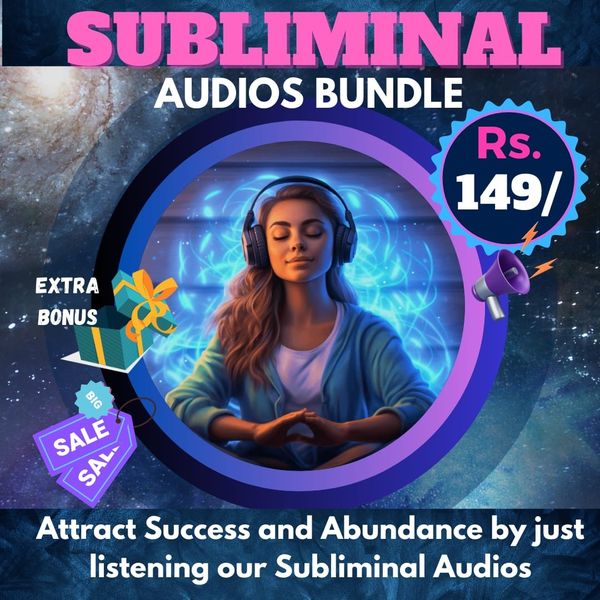 SUBLIMINAL
AUDIOS BUNDLE
Rs.
149/
EXTRA
BONUS
BIG
SALE
SAL
Attract Success and Abundance by just
listening our Subliminal Audios